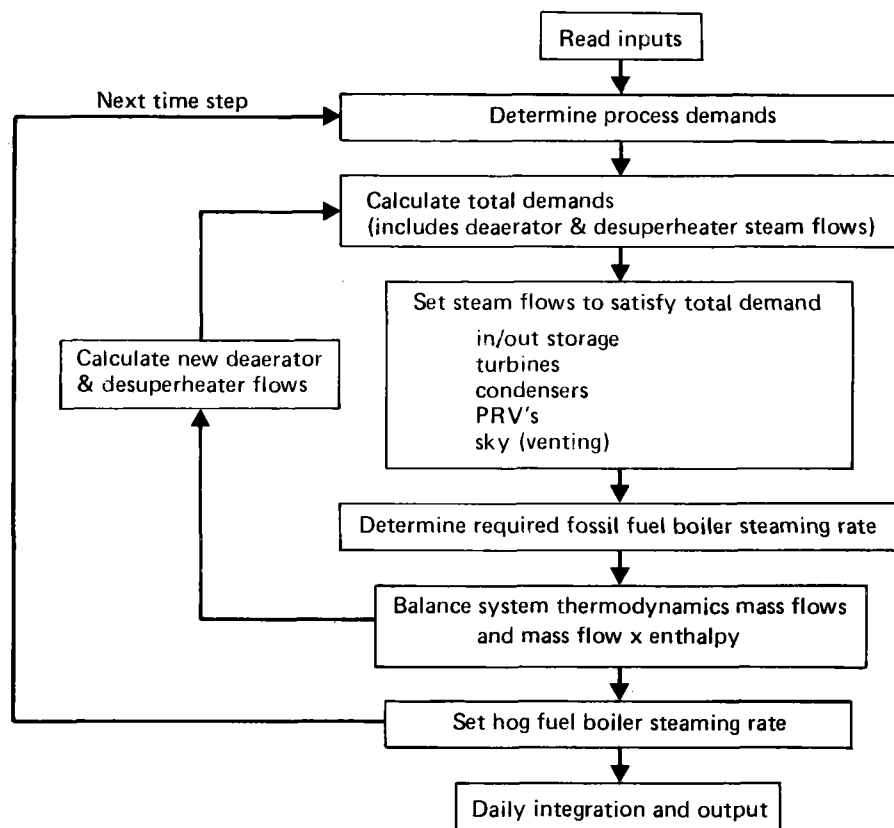 Read inputs
Next time step
Determine process demands
Calculate total demands
(includes deaerator & desuperheater steam flows)
Set steam flows to satisfy total demand
in/out storage
turbines
condensers
PRV's
sky (venting)
Calculate new deaerator
& desuperheater flows
Determine required fossil fuel boiler steaming rate
Balance system thermodynamics mass flows
and mass flow x enthalpy
Set hog fuel boiler steaming rate
Daily integration and output